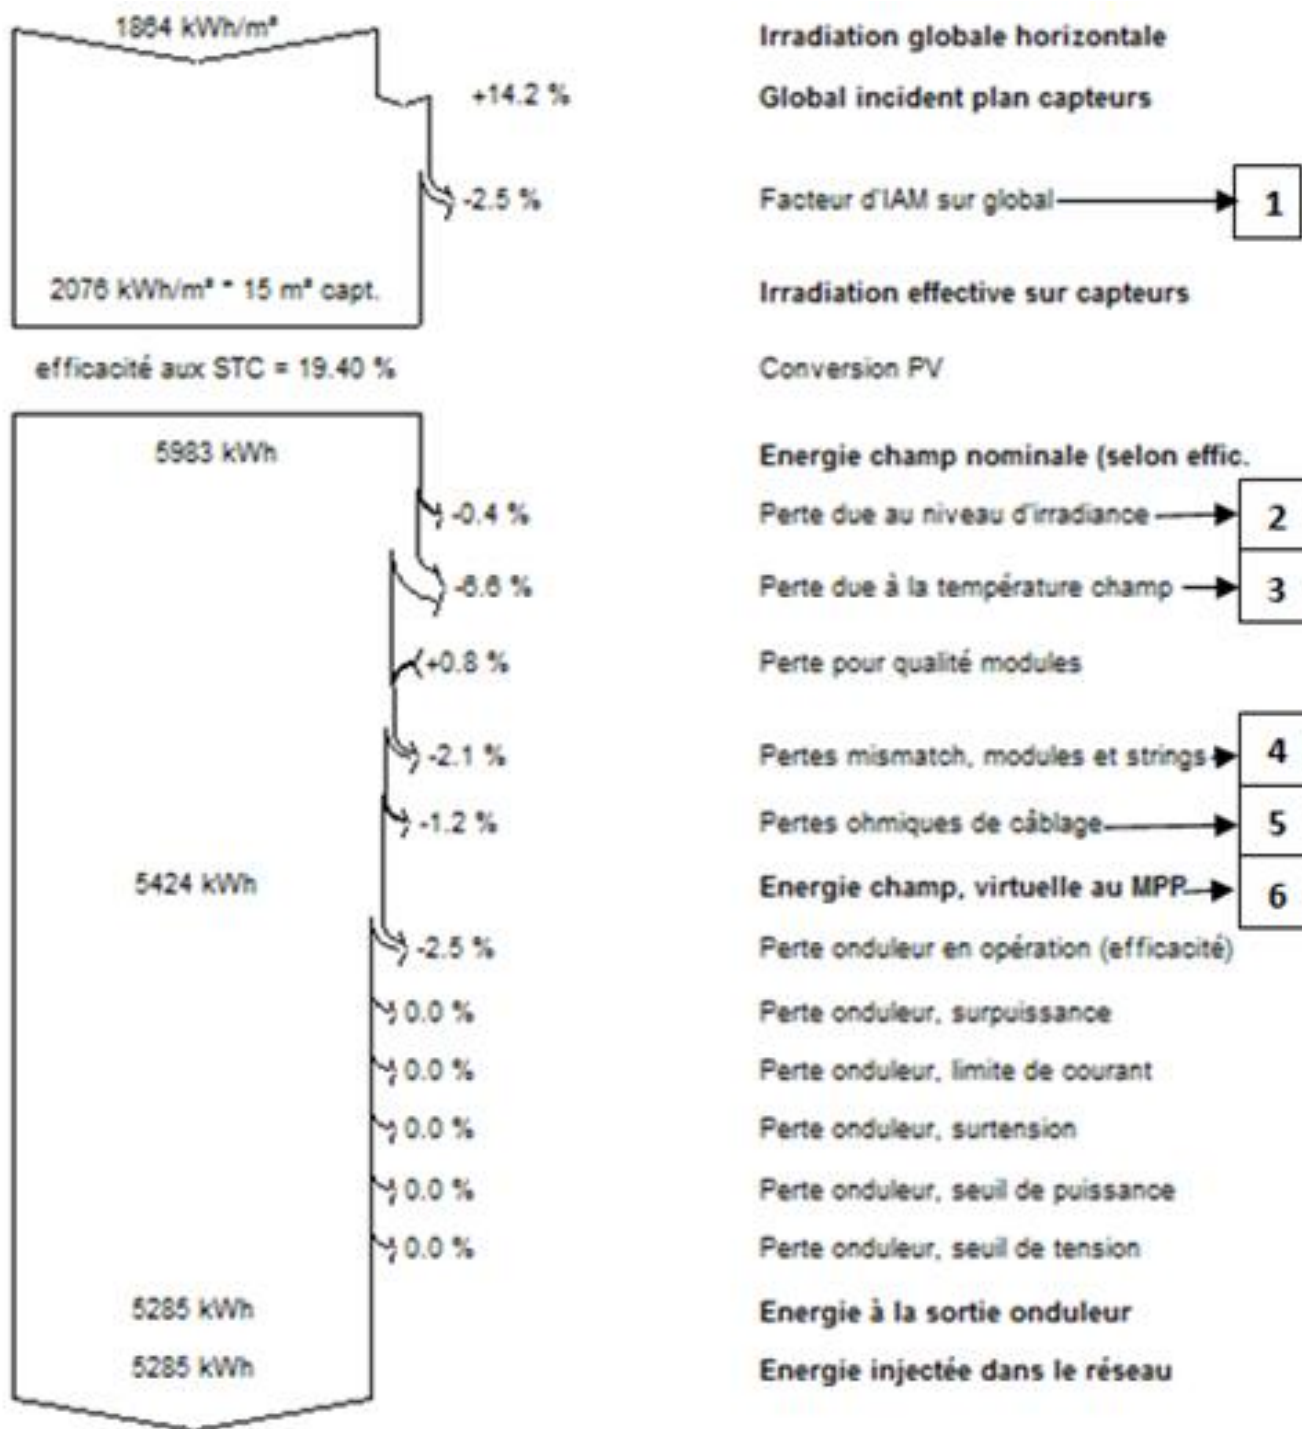 1864 kWh/m² Irradiation globale horizontale
+14.2 % Global incident plan capteurs
-2.5 % Facteur d'IAM sur global 1
2076 kWh/m² * 15 m² capt. Irradiation effective sur capteurs
efficacité aux STC = 19.40 % Conversion PV
5983 kWh Energie champ nominale (selon effic.
-0.4 % Perte due au niveau d'irradiance 2
-6.6 % Perte due à la température champ 3
+0.8 % Perte pour qualité modules
-2.1 % Pertes mismatch, modules et strings 4
-1.2 % Pertes ohmiques de câblage 5
5424 kWh Energie champ, virtuelle au MPP 6
-2.5 % Perte onduleur en opération (efficacité)
0.0 % Perte onduleur, surpuissance
0.0 % Perte onduleur, limite de courant
0.0 % Perte onduleur, surtension
0.0 % Perte onduleur, seuil de puissance
0.0 % Perte onduleur, seuil de tension
5285 kWh Energie à la sortie onduleur
5285 kWh Energie injectée dans le réseau